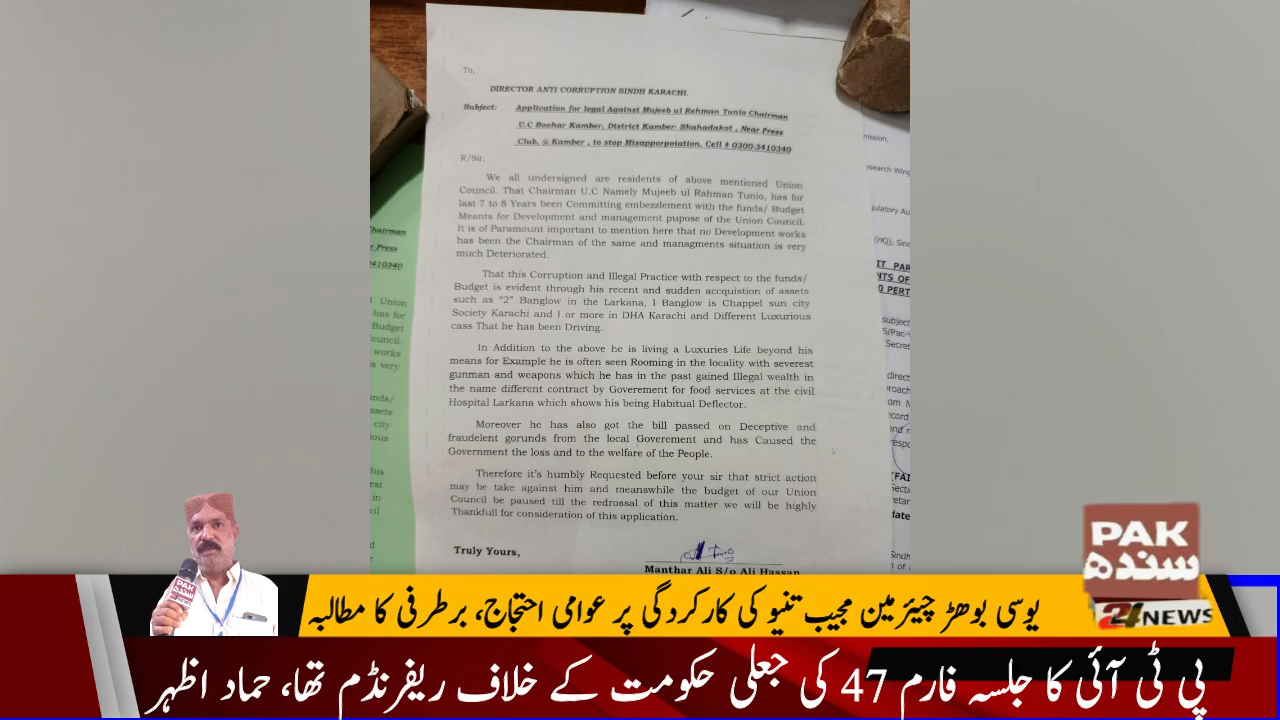 To,
DIRECTOR ANTI CORRUPTION SINDH KARACHI.
Subject: Application for legal Against Mujeeb ul Rehman Tunio Chairman
U.C Boohar Kamber, District Kamber- Shahadakot , Near Press
Club, @ Kamber , to stop Misapporpotation, Cell # 0300-3410340
R/Sir,
We all undersigned are residents of above mentioned Union
Council. That Chairman U.C Namely Mujeeb ul Rahman Tunio, has for
last 7 to 8 Years been Committing embezzlement with the funds/ Budget
Meants for Development and management pupose of the Union Council.
It is of Paramount important to mention here that no Development works
has been the Chairman of the same and managments situation is very
much Deteriorated.
That this Corruption and Illegal Practice with respect to the funds/
Budget is evident through his recent and sudden accquistion of assets
such as "2" Banglow in the Larkana, 1 Banglow is Chappel sun city
Society Karachi and 1 or more in DHA Karachi and Different Luxurious
cass That he has been Driving.
In Addition to the above he is living a Luxuries Life beyond his
means for Example he is often seen Rooming in the locality with severest
gunman and weapons which he has in the past gained Illegal wealth in
the name different contract by Goverement for food services at the civil
Hospital Larkana which shows his being Habitual Deflector.
Moreover he has also got the bill passed on Deceptive and
fraudelent gorunds from the local Goverement and has Caused the
Government the loss and to the welfare of the People.
Therefore it's humbly Requested before your sir that strict action
may be take against him and meanswhile the budget of our Union
Council be paused till the redrossal of this matter we will be highly
Thankfull for consideration of this application.
Truly Yours,
Manthar Ali S/o Ali Hassan
PAK
سندھ
24 NEWS
یوسی بوھڑ چیئرمین مجیب تنیو کی کارکردگی پر عوامی احتجاج، برطرفی کا مطالبہ
پی ٹی آئی کا جلسہ فارم 47 کی جعلی حکومت کے خلاف ریفرنڈم تھا، حماد اظہر